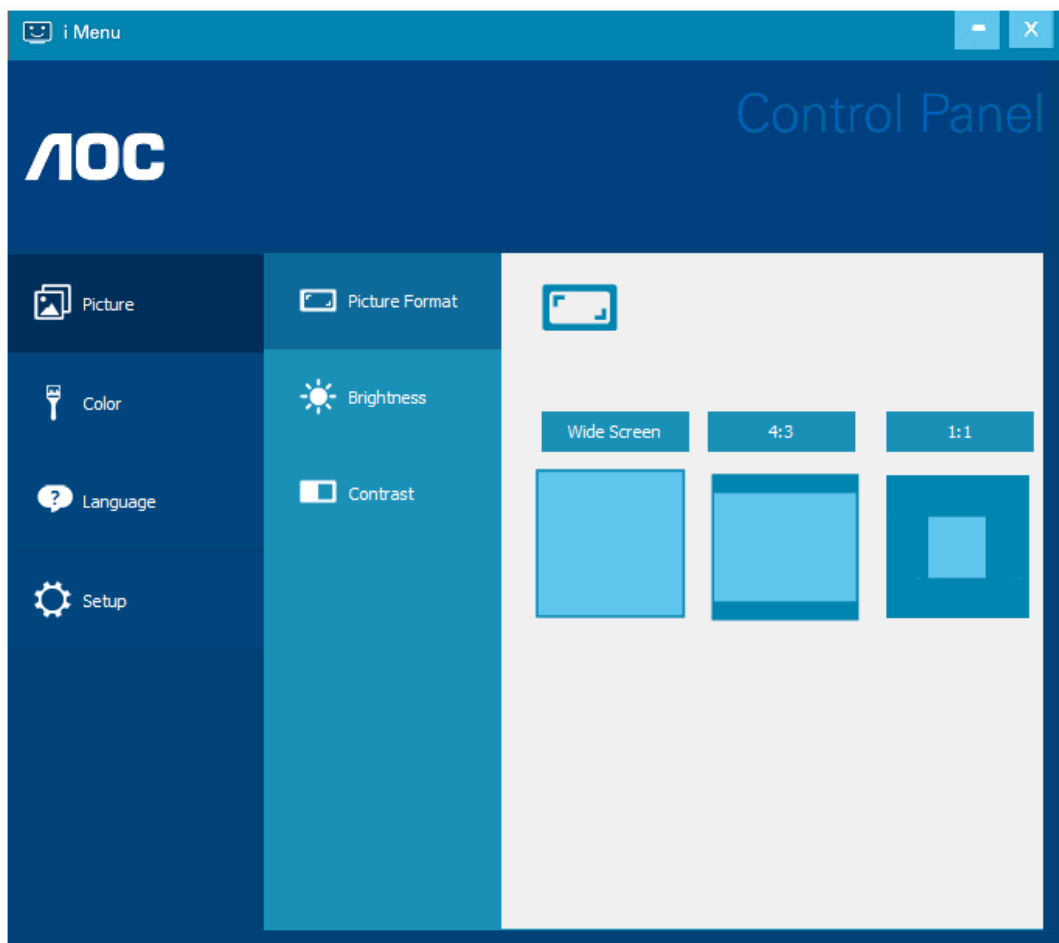 i Menu
X
Control Panel
AOC
Picture
Color
Language
Setup
Picture Format
Brightness
Contrast
Wide Screen
4:3
1:1